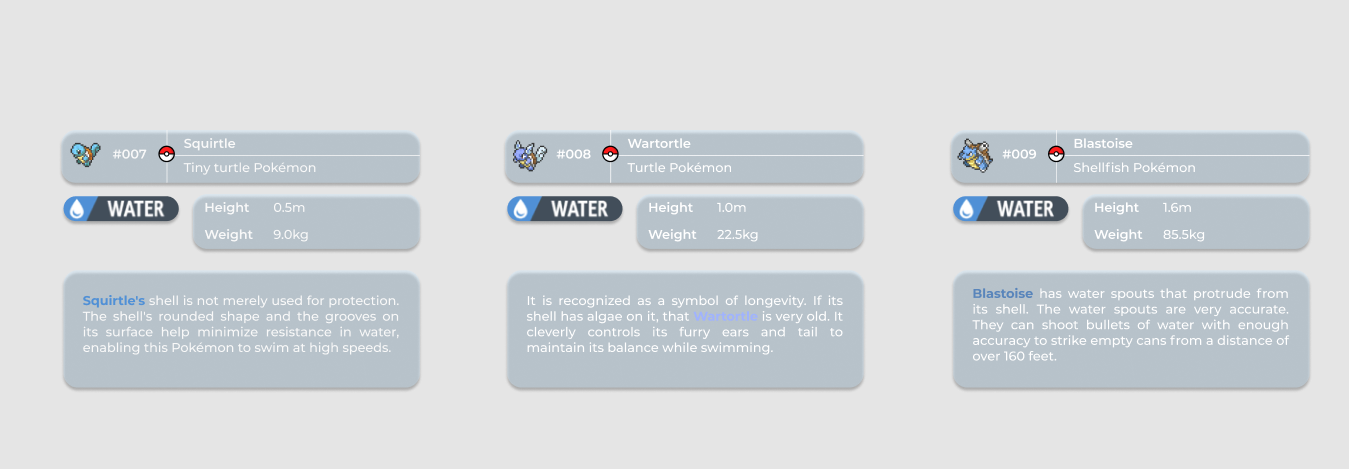 #007
Squirtle
Tiny turtle Pokémon
WATER
Height 0.5m
Weight 9.0kg
Squirtle's shell is not merely used for protection.
The shell's rounded shape and the grooves on
its surface help minimize resistance in water,
enabling this Pokémon to swim at high speeds.
#008
Wartortle
Turtle Pokémon
WATER
Height 1.0m
Weight 22.5kg
It is recognized as a symbol of longevity. If its
shell has algae on it, that Wartortle is very old. It
cleverly controls its furry ears and tail to
maintain its balance while swimming.
#009
Blastoise
Shellfish Pokémon
WATER
Height 1.6m
Weight 85.5kg
Blastoise has water spouts that protrude from
its shell. The water spouts are very accurate.
They can shoot bullets of water with enough
accuracy to strike empty cans from a distance of
over 160 feet.